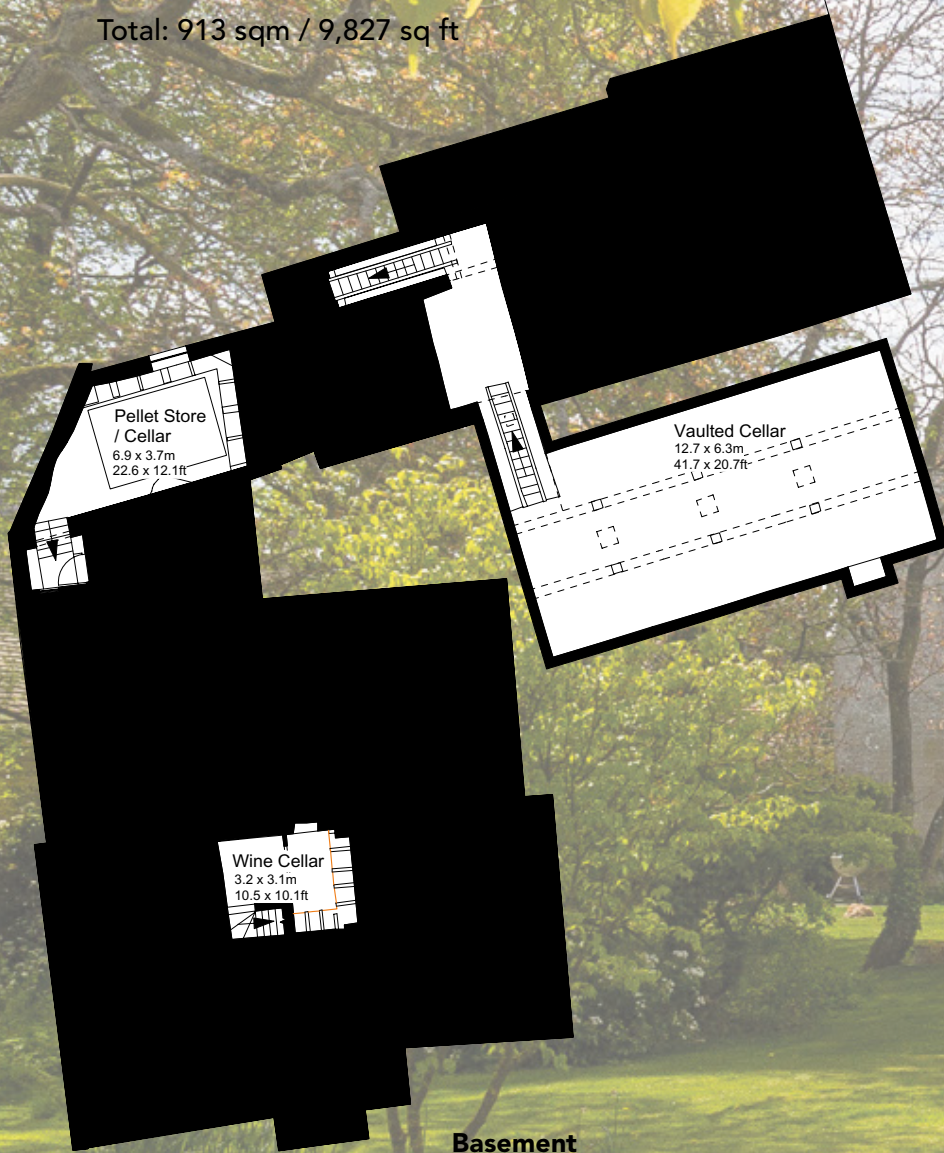 Total: 913 sqm / 9,827 sq ft
Pellet Store
/ Cellar
6.9 x 3.7m
22.6 x 12.1ft
Vaulted Cellar
12.7 x 6.3m
41.7 x 20.7ft
Wine Cellar
3.2 x 3.1m
10.5 x 10.1ft
Basement